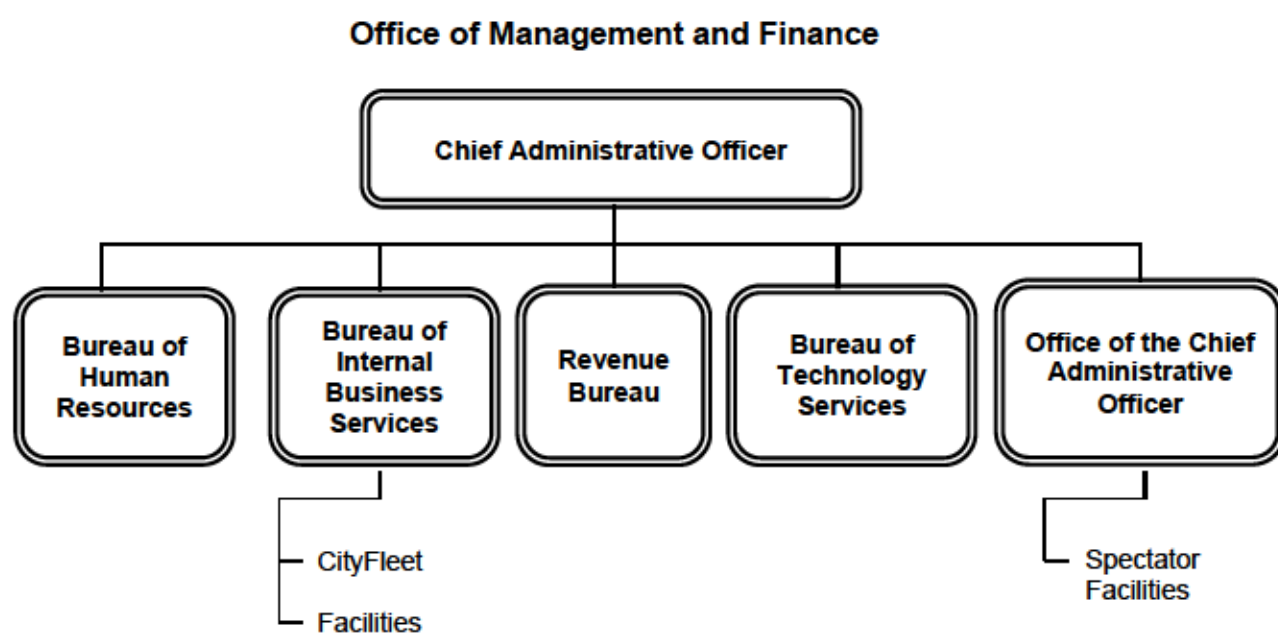 Office of Management and Finance
Chief Administrative Officer
Bureau of
Human
Resources
Bureau of
Internal
Business
Services
Revenue
Bureau
Bureau of
Technology
Services
Office of the Chief
Administrative
Officer
CityFleet
Facilities
Spectator
Facilities